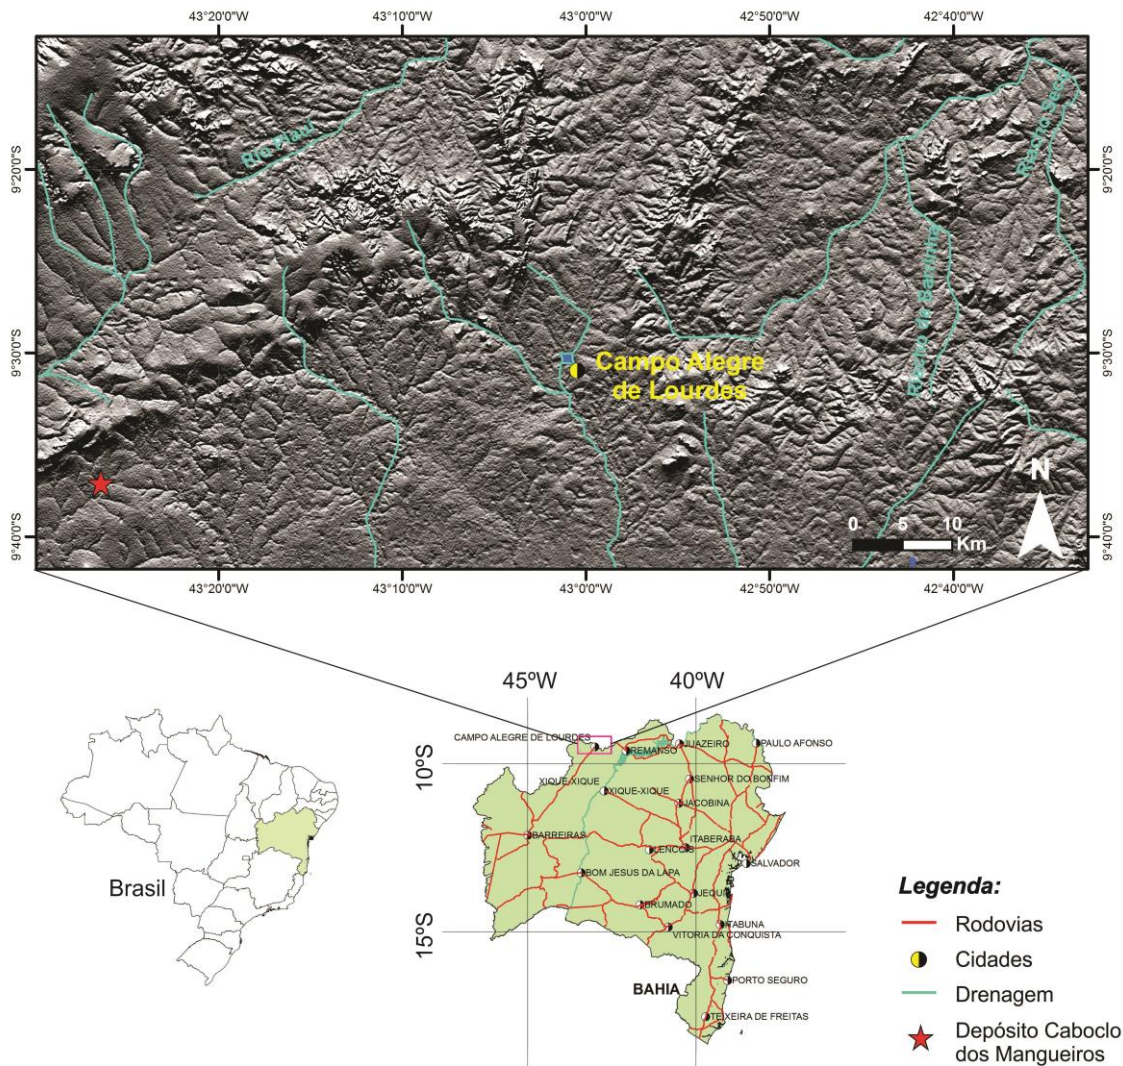 43°20'0"W
43°10'0"W
43°0'0"W
42°50'0"W
42°40'0"W
9°20'0"S
9°20'0"S
9°30'0"S
9°30'0"S
9°40'0"S
9°40'0"S
Rio Piauí
Campo Alegre
de Lourdes
N
0 5 10
Km
43°20'0"W
43°10'0"W
43°0'0"W
42°50'0"W
42°40'0"W
45ºW
40ºW
10ºS
15ºS
CAMPO ALEGRE DE LOURDES
REMANSO
JUAZEIRO
PAULO AFONSO
XIQUE-XIQUE
XIQUE-XIQUE
SENHOR DO BONFIM
JACOBINA
BARREIRAS
LENCOIS
ITABERABA
SALVADOR
BOM JESUS DA LAPA
JEQUIE
BRUMADO
ITABUNA
VITORIA DA CONQUISTA
PORTO SEGURO
TEIXEIRA DE FREITAS
BAHIA
Brasil
Legenda:
Rodovias
Cidades
Drenagem
Depósito Caboclo
dos Mangueiros